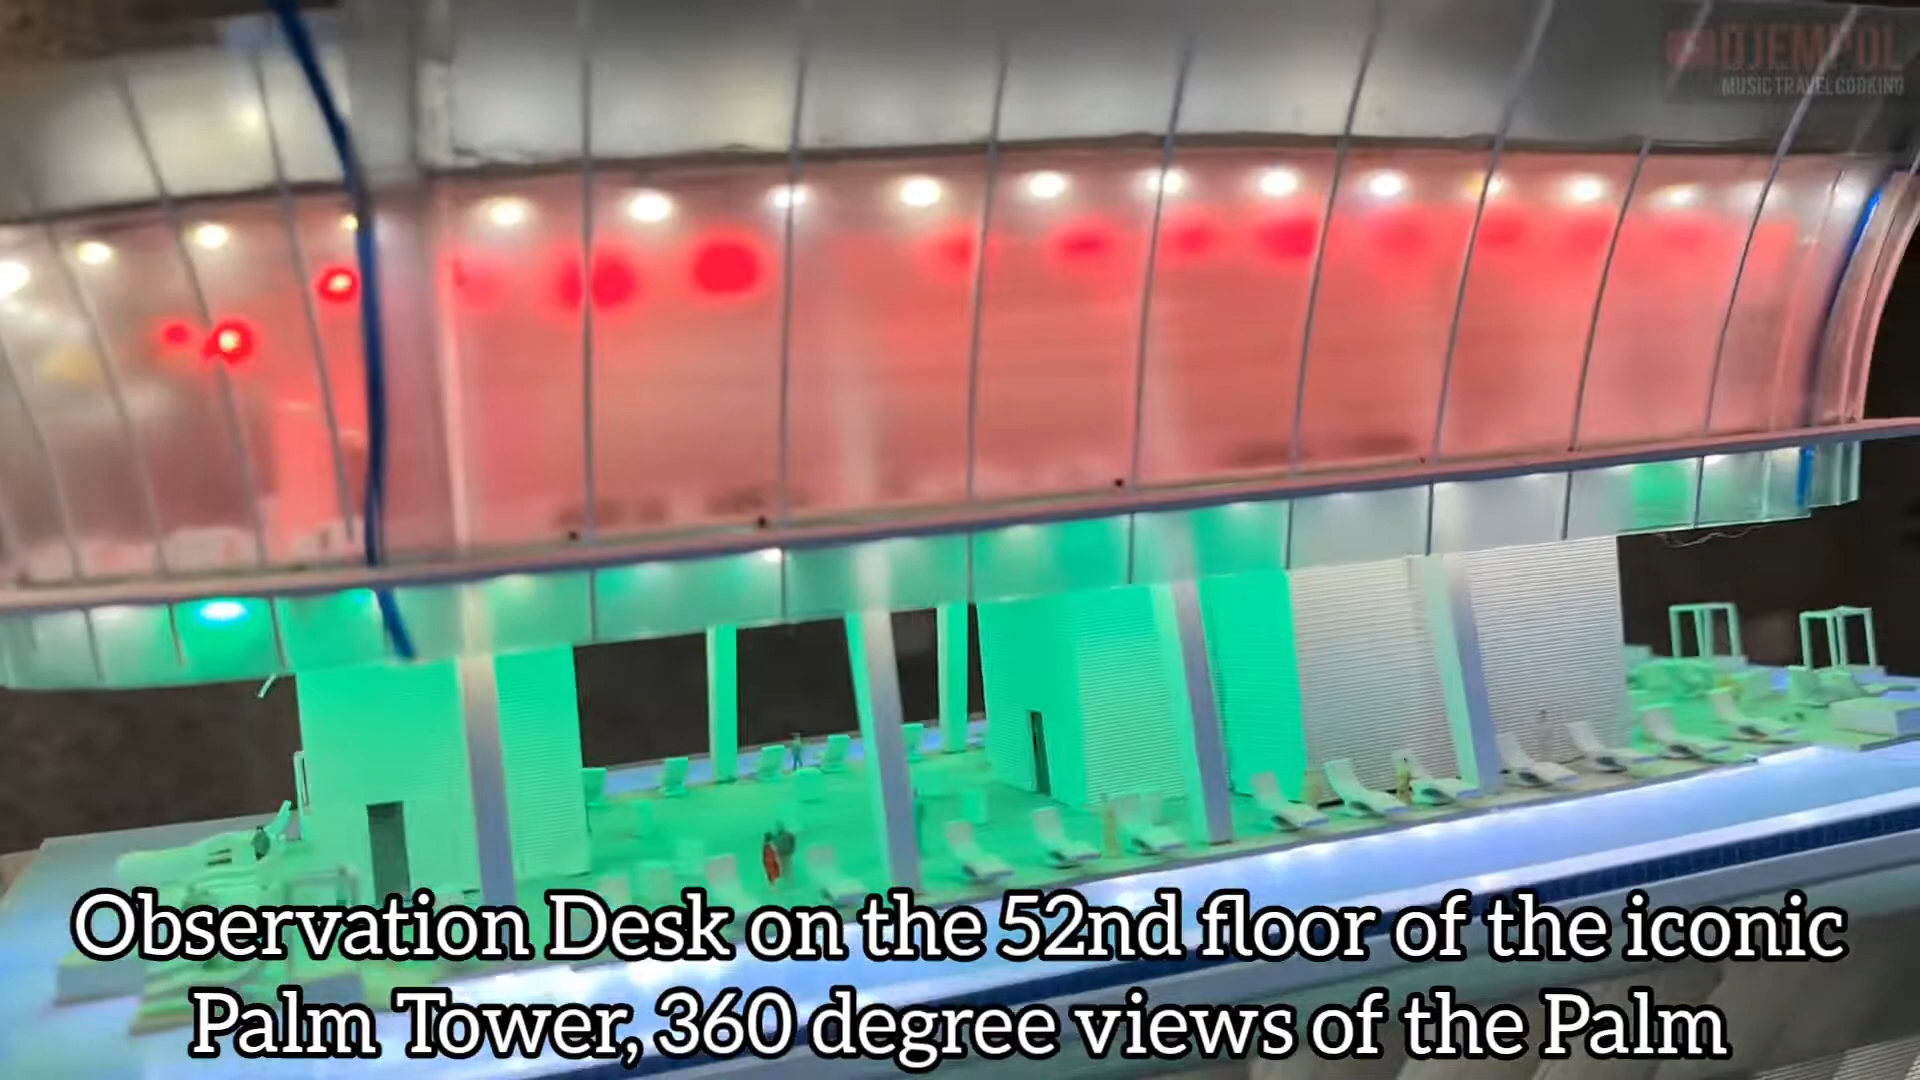 DJEMPOL
MUSIC TRAVEL COOKING
Observation Desk on the 52nd floor of the iconic
Palm Tower, 360 degree views of the Palm